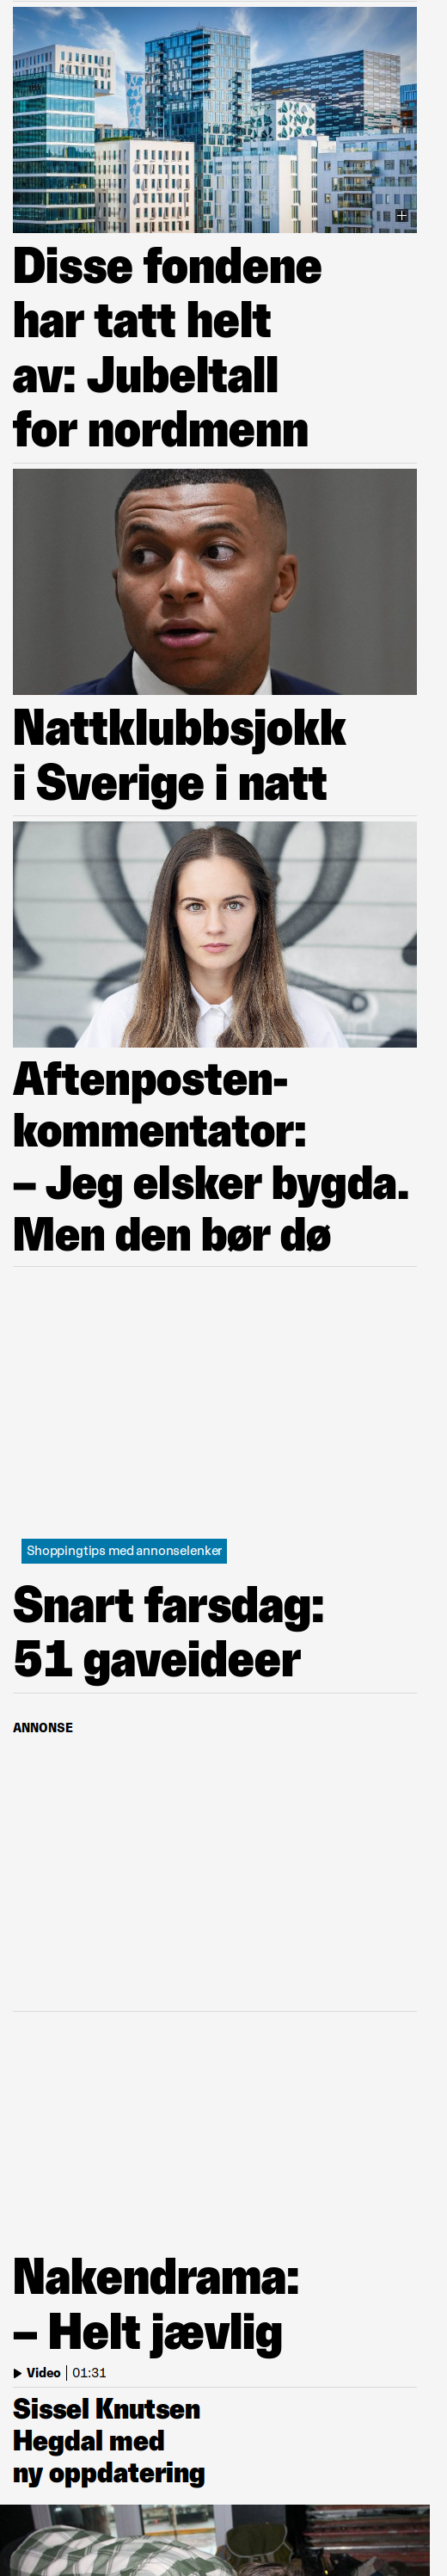 Disse fondene
har tatt helt
av: Jubeltall
for nordmenn
Nattklubbsjokk
i Sverige i natt
Aftenposten-
kommentator:
– Jeg elsker bygda.
Men den bør dø
Shoppingtips med annonselenker
Snart farsdag:
51 gaveideer
ANNONSE
Nakendrama:
– Helt jævlig
Video | 01:31
Sissel Knutsen
Hegdal med
ny oppdatering